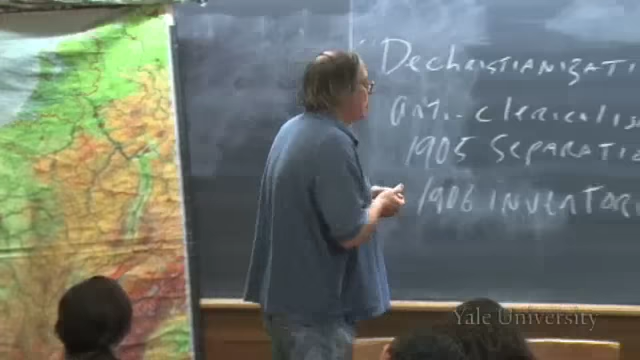 "Dechristianizati
anti-clericalis
1905 Separatio
1906 inventor
Yale University